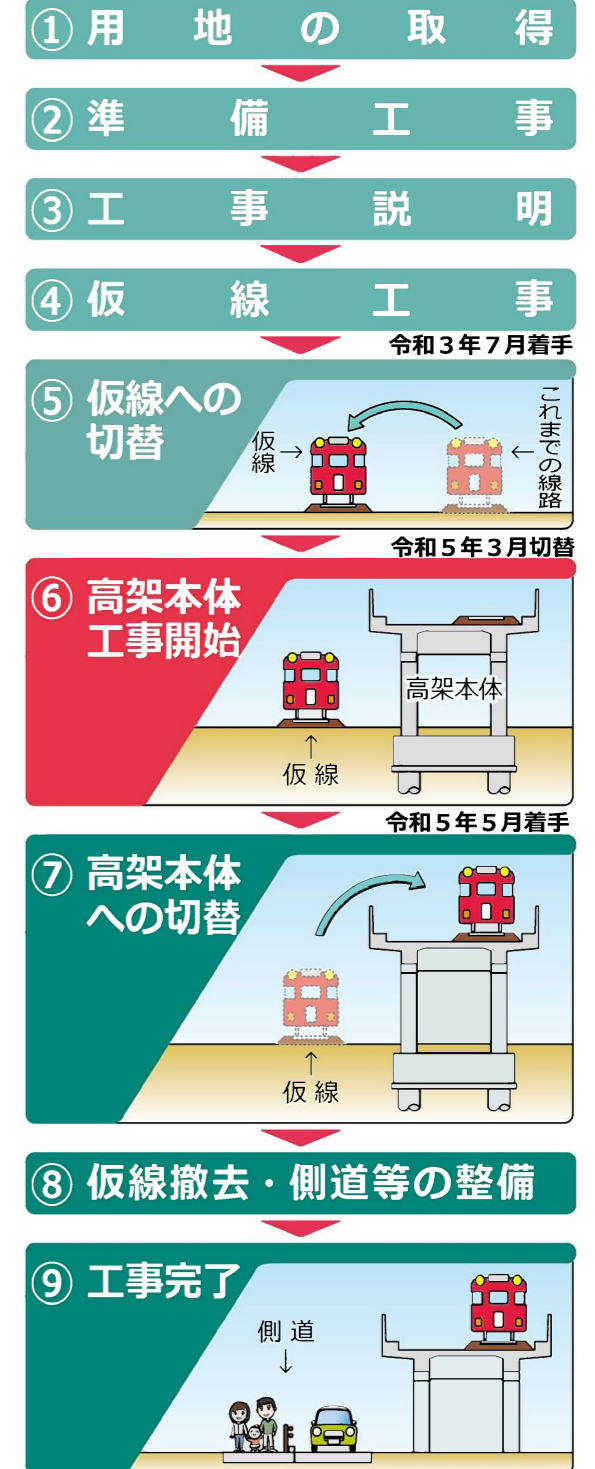 ①用地の取得
②準備工事
③工事説明
④仮線工事
令和３年７月着手
⑤仮線への
切替
仮線→
←これまでの線路
令和５年３月切替
⑥高架本体
工事開始
高架本体
↑
仮線
令和５年５月着手
⑦高架本体
への切替
↑
仮線
⑧仮線撤去・側道等の整備
⑨工事完了
側道
↓